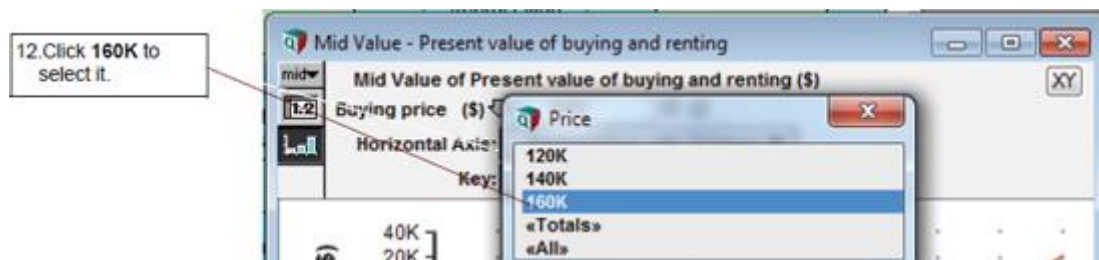 12.Click 160K to
select it.
Mid Value - Present value of buying and renting
mid
Mid Value of Present value of buying and renting ($)
XY
1.2
Buying price ($)
Price
Horizontal Axis:
120K
Key:
140K
160K
«Totals»
«All»
40K
20K